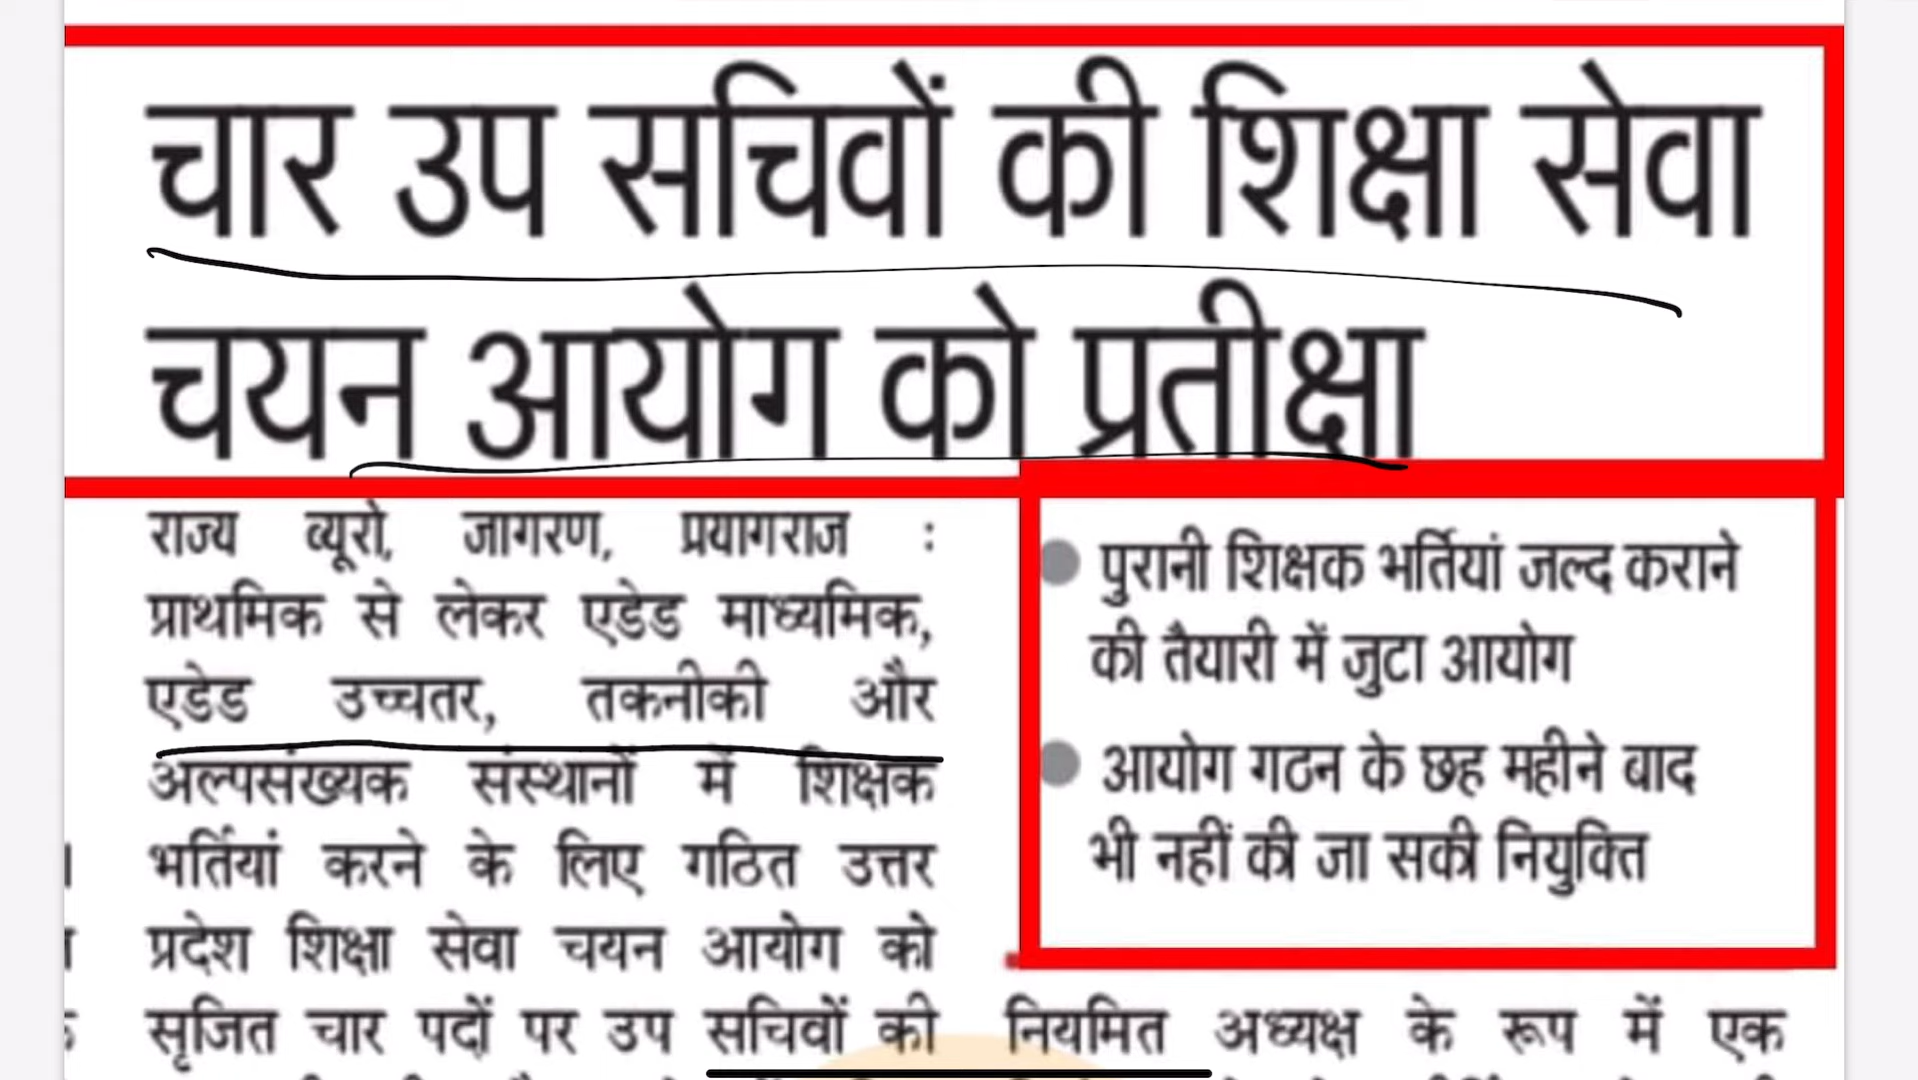 चार उप सचिवों की शिक्षा सेवा
चयन आयोग को प्रतीक्षा
राज्य ब्यूरो, जागरण, प्रयागराज :
प्राथमिक से लेकर एडेड माध्यमिक,
एडेड उच्चतर, तकनीकी और
अल्पसंख्यक संस्थानों में शिक्षक
भर्तियां करने के लिए गठित उत्तर
प्रदेश शिक्षा सेवा चयन आयोग को
सृजित चार पदों पर उप सचिवों की
● पुरानी शिक्षक भर्तियां जल्द कराने
की तैयारी में जुटा आयोग
● आयोग गठन के छह महीने बाद
भी नहीं की जा सकी नियुक्ति
नियमित अध्यक्ष के रूप में एक